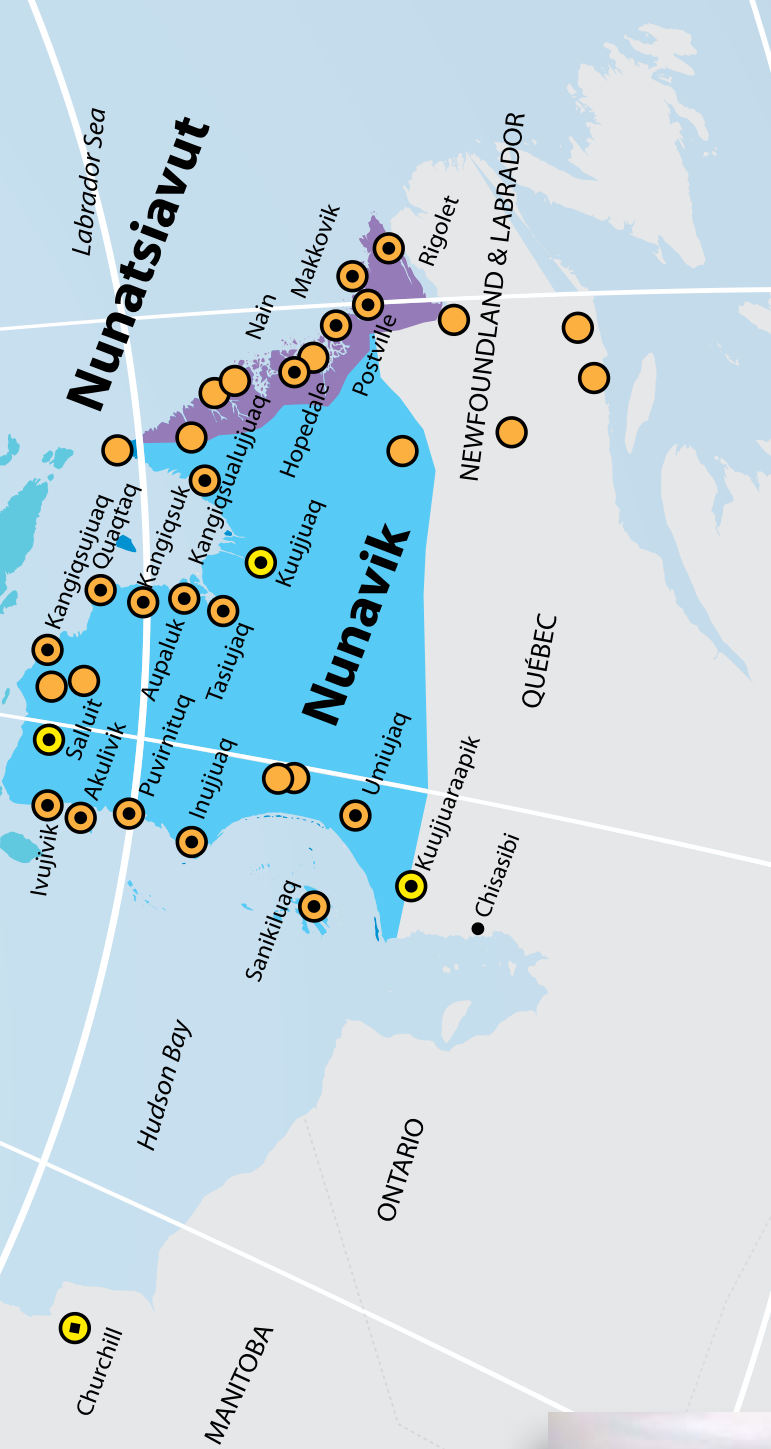 Labrador Sea
Nunatsiavut
Nain
Makkovik
Rigolet
Postville
Hopedale
NEWFOUNDLAND & LABRADOR
Kangiqsujuaq
Quaqtaq
Kangiqsuk
Kangiqsualujjuaq
Kuujjuaq
Aupaluk
Tasiujaq
Nunavik
QUÉBEC
Salluit
Akulivik
Puvirnituq
Inujjuaq
Umiujaq
Ivujivik
Kuujjuaraapik
Sanikiluaq
Chisasibi
Hudson Bay
ONTARIO
Churchill
MANITOBA